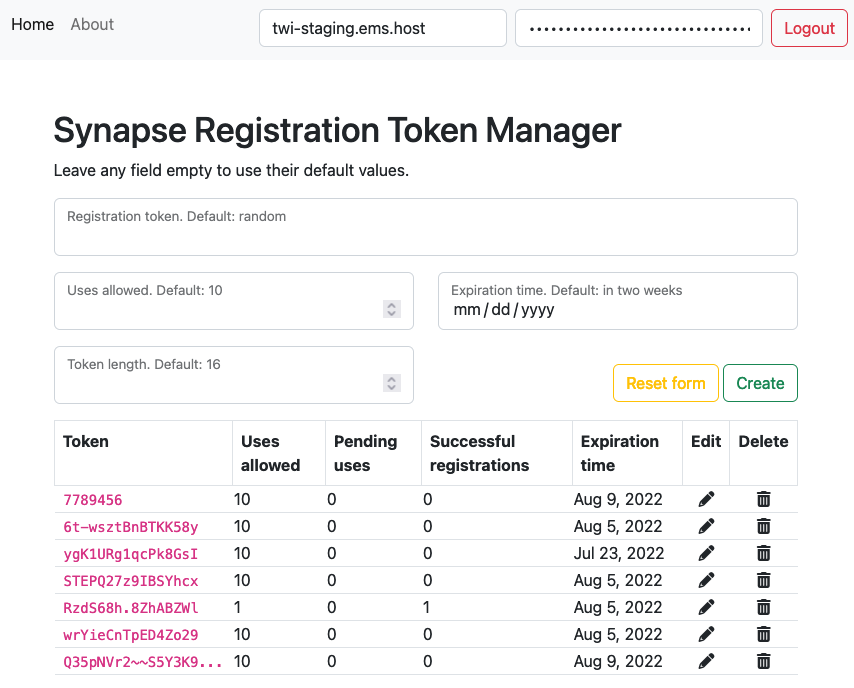 Home About twi-staging.ems.host Logout
Synapse Registration Token Manager
Leave any field empty to use their default values.
Registration token. Default: random
Uses allowed. Default: 10 Expiration time. Default: in two weeks
mm/dd/yyyy
Token length. Default: 16
Reset form Create
Token Uses allowed Pending uses Successful registrations Expiration time Edit Delete
7789456 10 0 0 Aug 9, 2022
6t-wsztBnBTKK58y 10 0 0 Aug 5, 2022
ygK1URg1qcPk8GsI 10 0 0 Jul 23, 2022
STEPQ27z9IBSYhcx 10 0 0 Aug 5, 2022
RzdS68h.8ZhABZWl 1 0 1 Aug 5, 2022
wrYieCnTpED4Zo29 10 0 0 Aug 5, 2022
Q35pNVr2~~S5Y3K9... 10 0 0 Aug 9, 2022